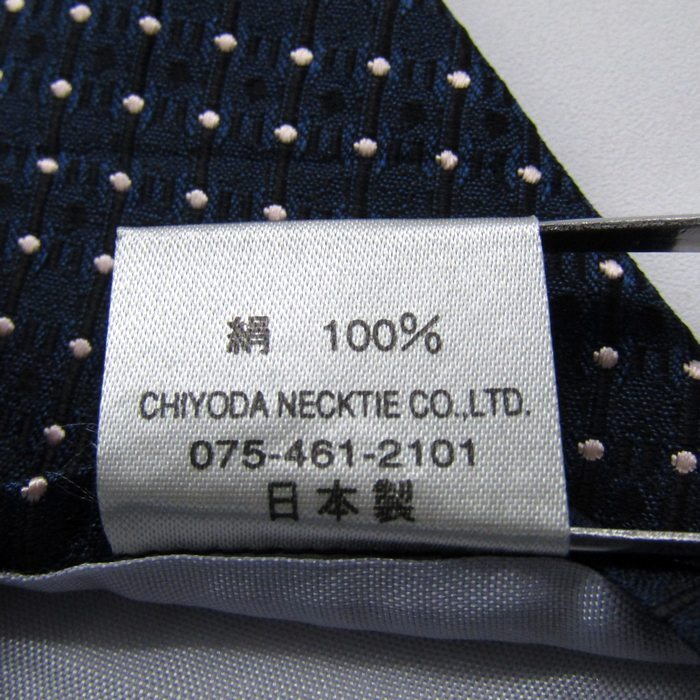 絹 100%
CHIYODA NECKTIE CO.,LTD.
075-461-2101
日本製